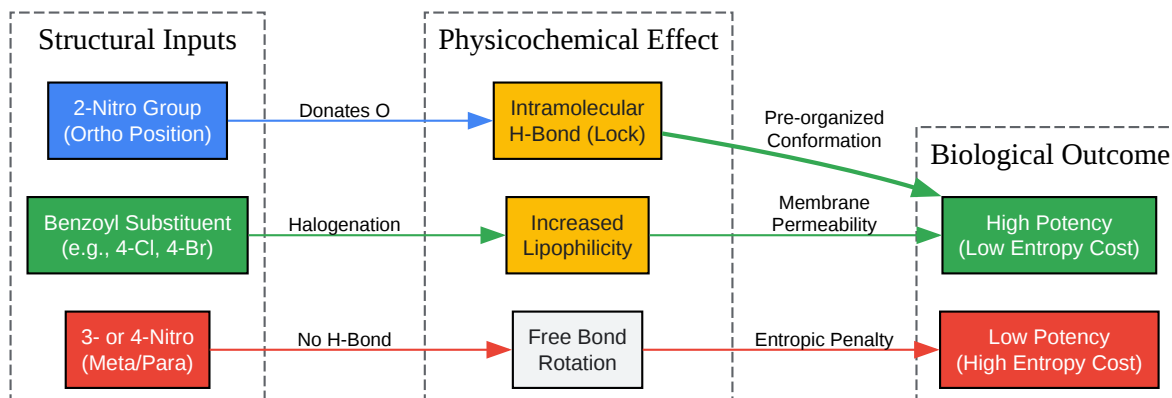 Structural Inputs
Physicochemical Effect
Biological Outcome
2-Nitro Group
(Ortho Position)
Donates O
Intramolecular
H-Bond (Lock)
Pre-organized
Conformation
Benzoyl Substituent
(e.g., 4-Cl, 4-Br)
Halogenation
Increased
Lipophilicity
Membrane
Permeability
High Potency
(Low Entropy Cost)
3- or 4-Nitro
(Meta/Para)
No H-Bond
Free Bond
Rotation
Entropic Penalty
Low Potency
(High Entropy Cost)